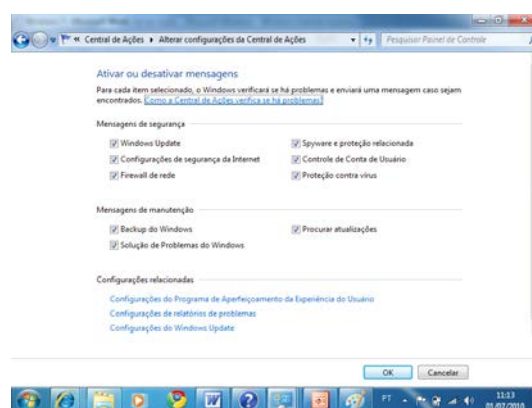 « Central de Ações ▸ Alterar configurações da Central de Ações
Pesquisar Painel de Controle
Ativar ou desativar mensagens
Para cada item selecionado, o Windows verificará se há problemas e enviará uma mensagem caso sejam
encontrados. Como a Central de Ações verifica se há problemas?
Mensagens de segurança
Windows Update
Spyware e proteção relacionada
Configurações de segurança da Internet
Controle de Conta de Usuário
Firewall de rede
Proteção contra vírus
Mensagens de manutenção
Backup do Windows
Procurar atualizações
Solução de Problemas do Windows
Configurações relacionadas
Configurações do Programa de Aperfeiçoamento da Experiência do Usuário
Configurações de relatórios de problemas
Configurações do Windows Update
OK
Cancelar
PT
11:13
01/07/2010